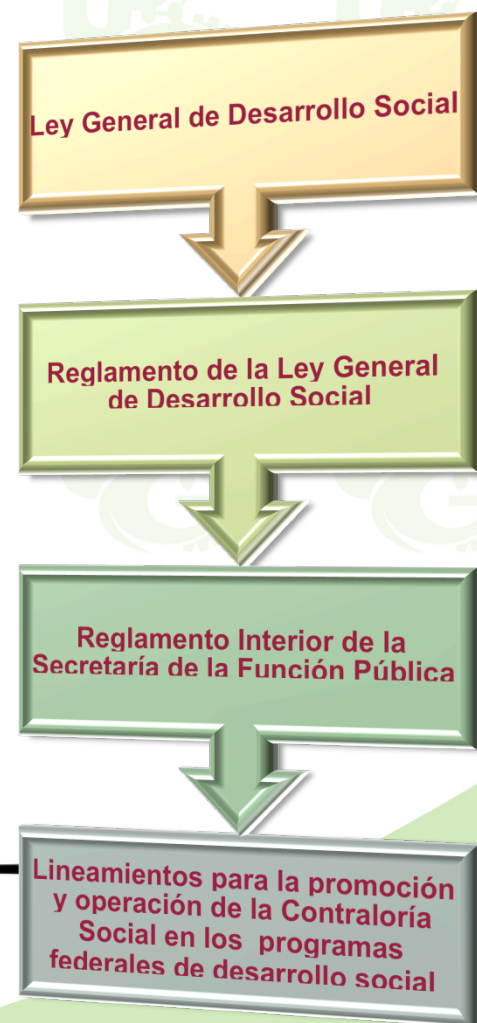 Ley General de Desarrollo Social
Reglamento de la Ley General
de Desarrollo Social
Reglamento Interior de la
Secretaría de la Función Pública
Lineamientos para la promoción
y operación de la Contraloría
Social en los programas
federales de desarrollo social